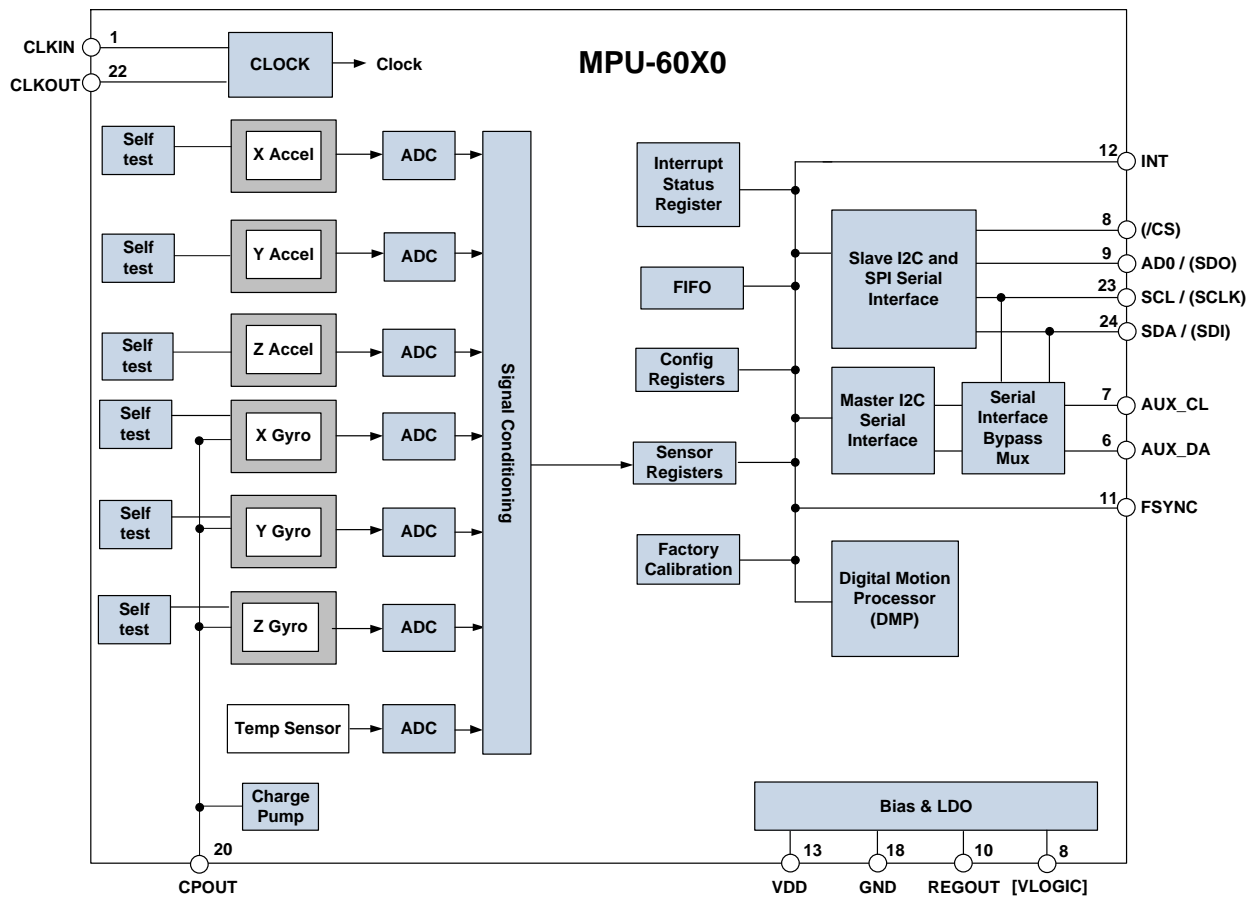 MPU-60X0
CLKIN
1
CLKOUT
22
CLOCK
Clock
Self
test
X Accel
ADC
Self
test
Y Accel
ADC
Self
test
Z Accel
ADC
Self
test
X Gyro
ADC
Self
test
Y Gyro
ADC
Self
test
Z Gyro
ADC
Temp Sensor
ADC
Charge
Pump
20
CPOUT
Signal Conditioning
Interrupt
Status
Register
FIFO
Config
Registers
Sensor
Registers
Factory
Calibration
Slave I2C and
SPI Serial
Interface
Master I2C
Serial
Interface
Serial
Interface
Bypass
Mux
Digital Motion
Processor
(DMP)
12
INT
8
(/CS)
9
AD0 / (SDO)
23
SCL / (SCLK)
24
SDA / (SDI)
7
AUX_CL
6
AUX_DA
11
FSYNC
Bias & LDO
13
VDD
18
GND
10
REGOUT
8
[VLOGIC]